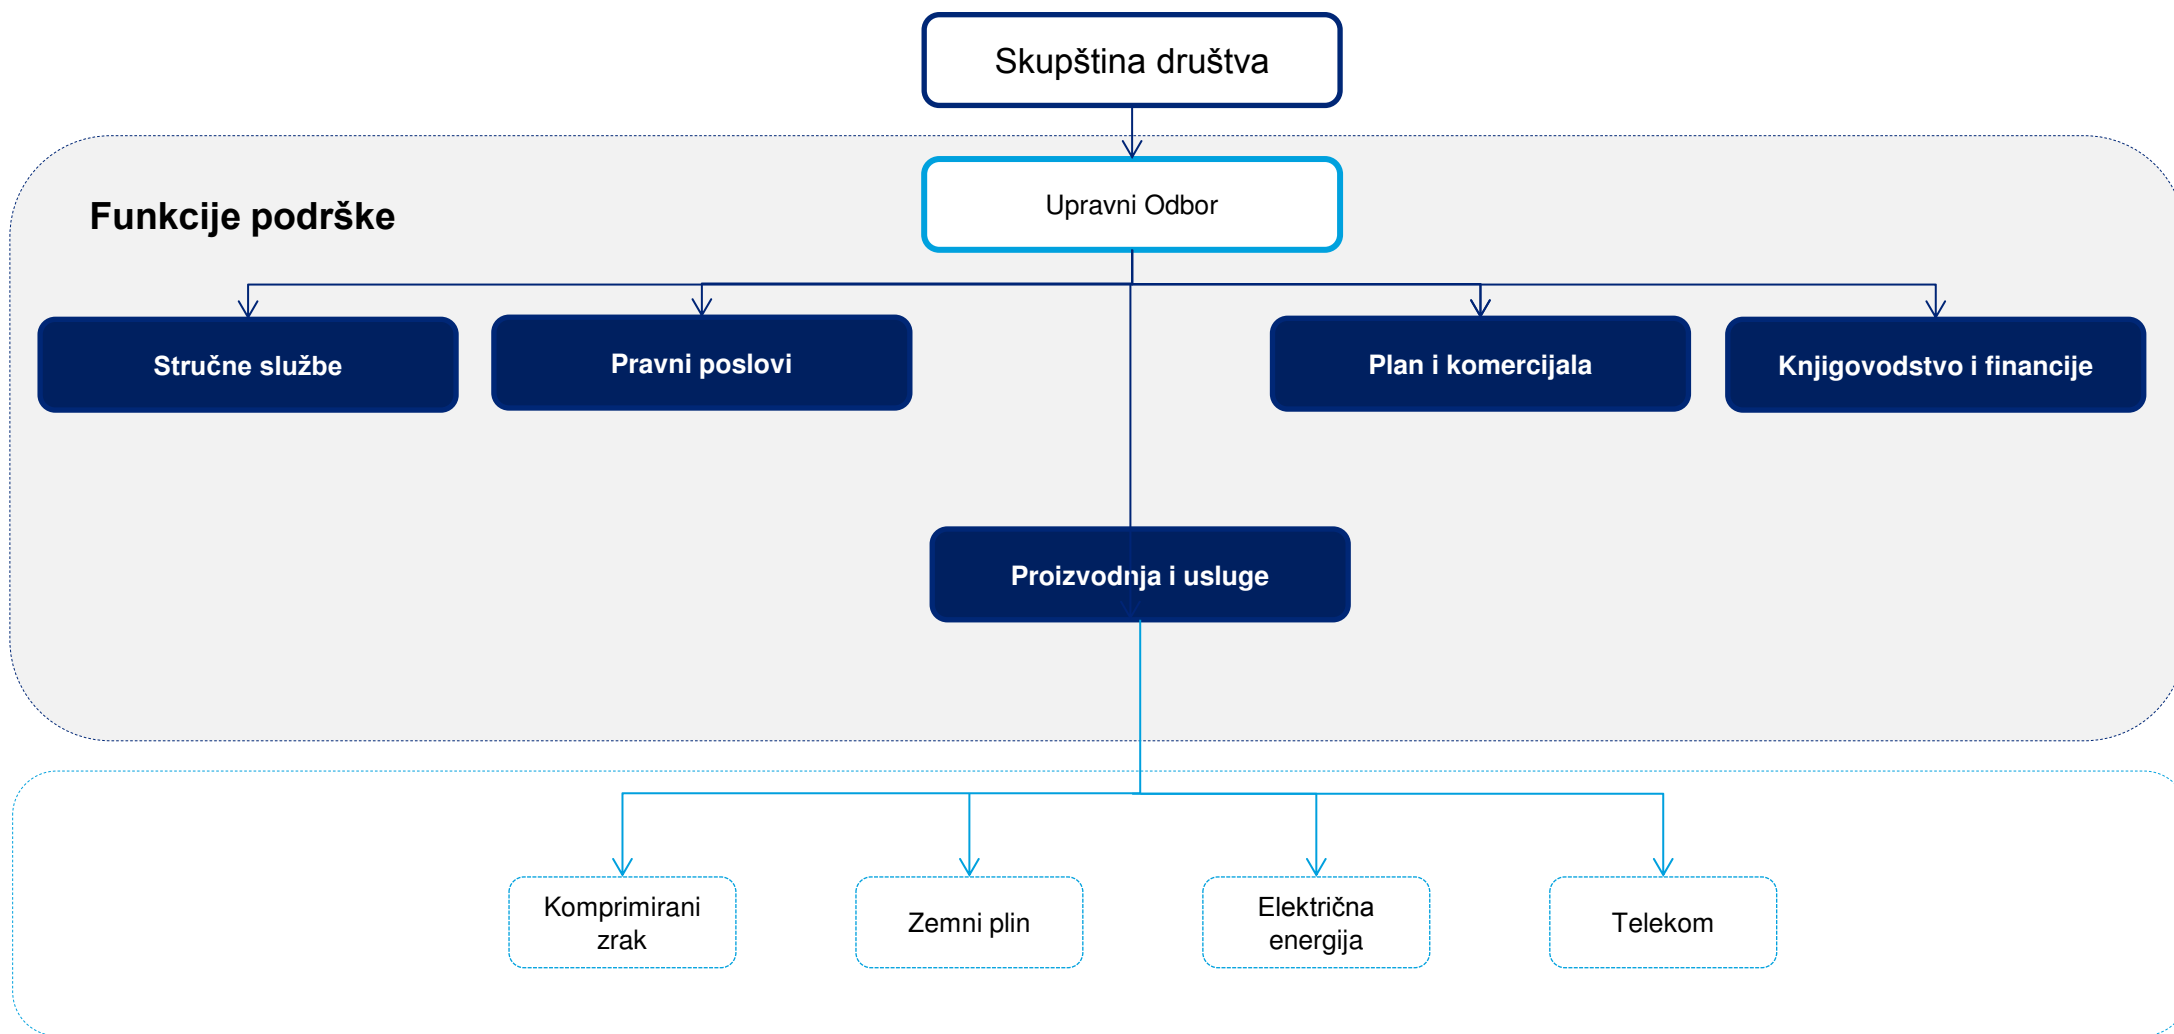 Skupština društva
Upravni Odbor
Funkcije podrške
Stručne službe
Pravni poslovi
Plan i komercijala
Knjigovodstvo i financije
Proizvodnja i usluge
Komprimirani
zrak
Zemni plin
Električna
energija
Telekom